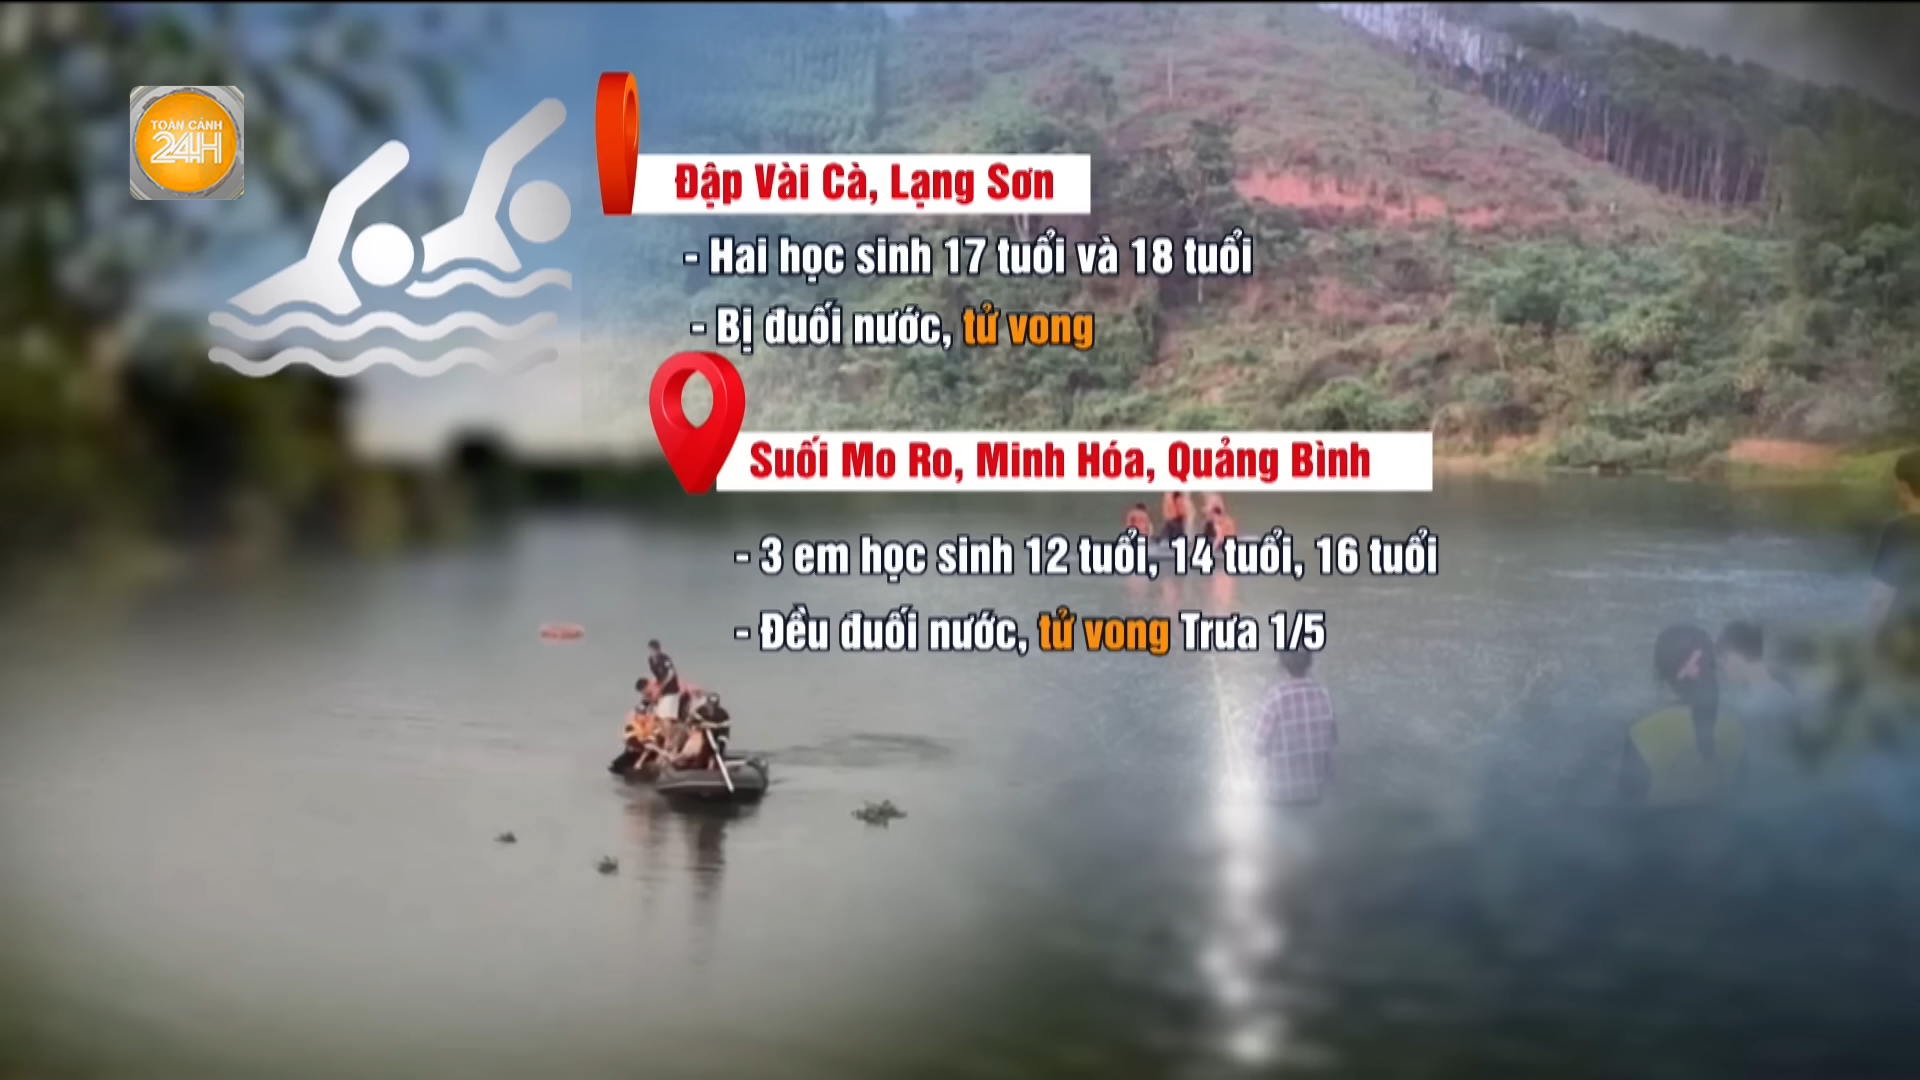 TOÀN CẢNH
24H
Đập Vài Cà, Lạng Sơn
- Hai học sinh 17 tuổi và 18 tuổi
- Bị đuối nước, tử vong
Suối Mo Ro, Minh Hóa, Quảng Bình
- 3 em học sinh 12 tuổi, 14 tuổi, 16 tuổi
- Đều đuối nước, tử vong Trưa 1/5